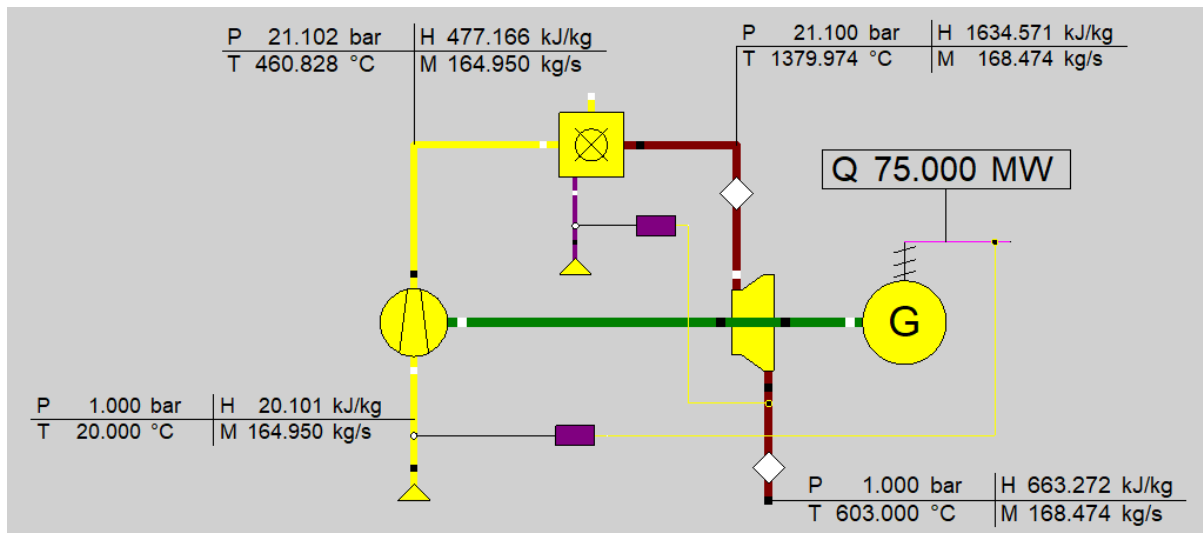 P 21.102 bar H 477.166 kJ/kg
T 460.828 °C M 164.950 kg/s
P 21.100 bar H 1634.571 kJ/kg
T 1379.974 °C M 168.474 kg/s
Q 75.000 MW
G
P 1.000 bar H 20.101 kJ/kg
T 20.000 °C M 164.950 kg/s
P 1.000 bar H 663.272 kJ/kg
T 603.000 °C M 168.474 kg/s